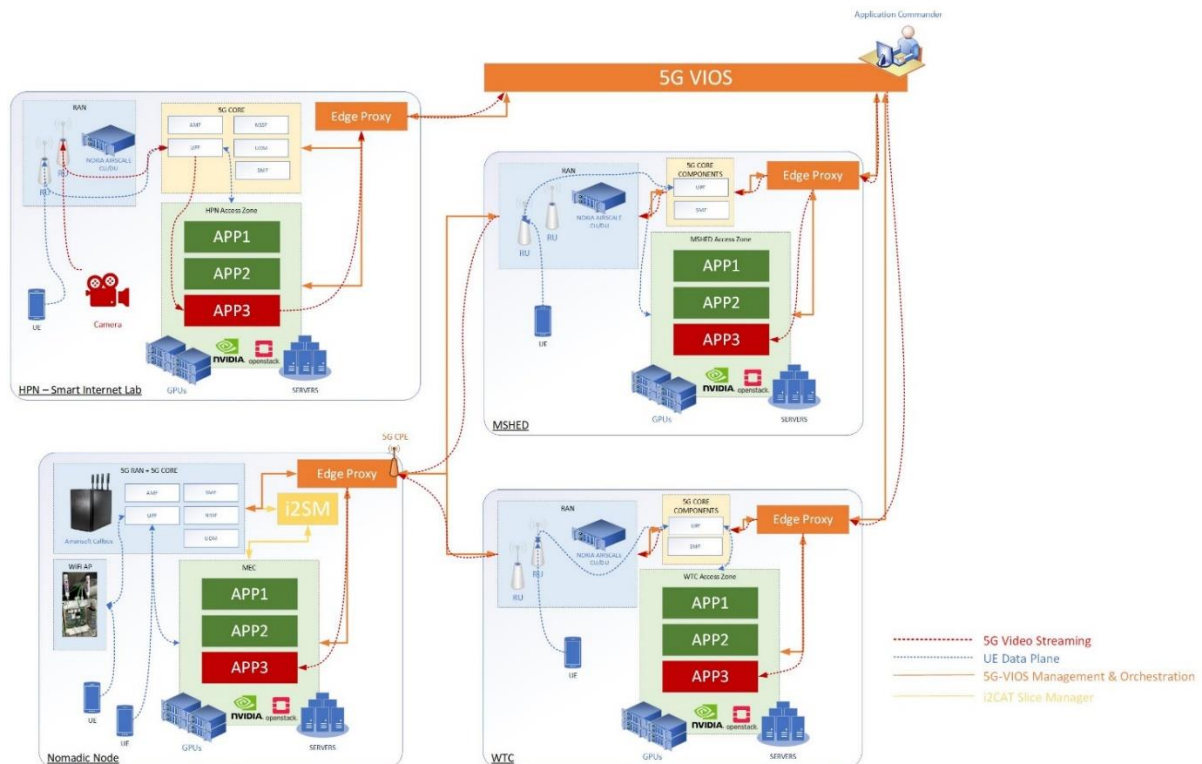 Application Commander
5G VIOS
RAN
NOKIA AIRSCALE
CU/DU
RU
RU
5G CORE
AMF
NSSF
UPF
UDM
SMF
Edge Proxy
HPN Access Zone
APP1
APP2
APP3
UE
Camera
NVIDIA.
openstack.
GPUs
SERVERS
HPN – Smart Internet Lab
RAN
NOKIA AIRSCALE
CU/DU
RU
RU
5G CORE
COMPONENTS
UPF
SMF
Edge Proxy
MSHED Access Zone
APP1
APP2
APP3
UE
NVIDIA.
openstack.
GPUs
SERVERS
MSHED
5G CPE
5G RAN + 5G CORE
AMF
SMF
UPF
NSSF
UDM
Amarisoft Callbox
Edge Proxy
i2SM
WiFi AP
MEC
APP1
APP2
APP3
UE
UE
NVIDIA.
openstack.
GPUs
SERVERS
Nomadic Node
RAN
NOKIA AIRSCALE
CU/DU
RU
RU
5G CORE
COMPONENTS
UPF
SMF
Edge Proxy
WTC Access Zone
APP1
APP2
APP3
UE
NVIDIA.
openstack.
GPUs
SERVERS
WTC
5G Video Streaming
UE Data Plane
5G-VIOS Management & Orchestration
i2CAT Slice Manager